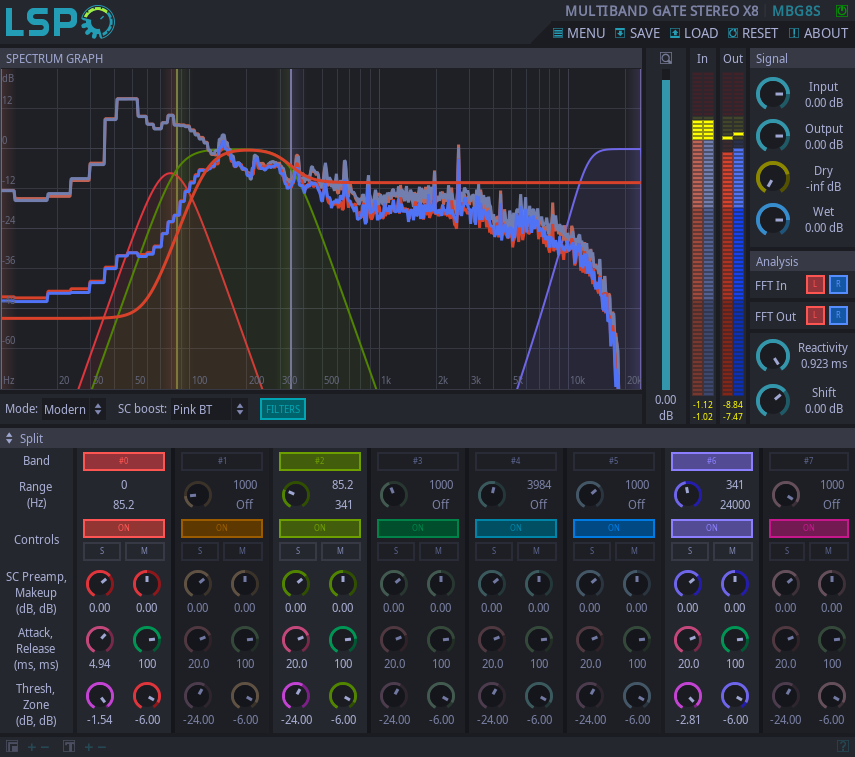 LSP
MULTIBAND GATE STEREO X8 MBG8S
MENU SAVE LOAD RESET ABOUT
SPECTRUM GRAPH
In Out
Signal
dB
12
0
-12
-24
-36
-60
Hz 20 30 50 100 200 300 500 1k 2k 3k 5k 10k 20k
0.00
dB
-1.12 -8.84
-1.02 -7.47
Input
0.00 dB
Output
0.00 dB
Dry
-inf dB
Wet
0.00 dB
Analysis
FFT In L R
FFT Out L R
Reactivity
0.923 ms
Shift
0.00 dB
Mode: Modern SC boost: Pink BT FILTERS
Split
Band #0 #1 #2 #3 #4 #5 #6 #7
Range 0 1000 85.2 1000 3984 1000 341 1000
(Hz) 85.2 Off 341 Off Off Off 24000 Off
Controls ON ON ON ON ON ON ON ON
S M S M S M S M S M S M S M S M
SC Preamp,
Makeup
(dB, dB) 0.00 0.00 0.00 0.00 0.00 0.00 0.00 0.00 0.00 0.00 0.00 0.00 0.00 0.00 0.00 0.00
Attack,
Release
(ms, ms) 4.94 100 20.0 100 20.0 100 20.0 100 20.0 100 20.0 100 20.0 100 20.0 100
Thresh,
Zone
(dB, dB) -1.54 -6.00 -24.00 -6.00 -24.00 -6.00 -24.00 -6.00 -24.00 -6.00 -24.00 -6.00 -2.81 -6.00 -24.00 -6.00